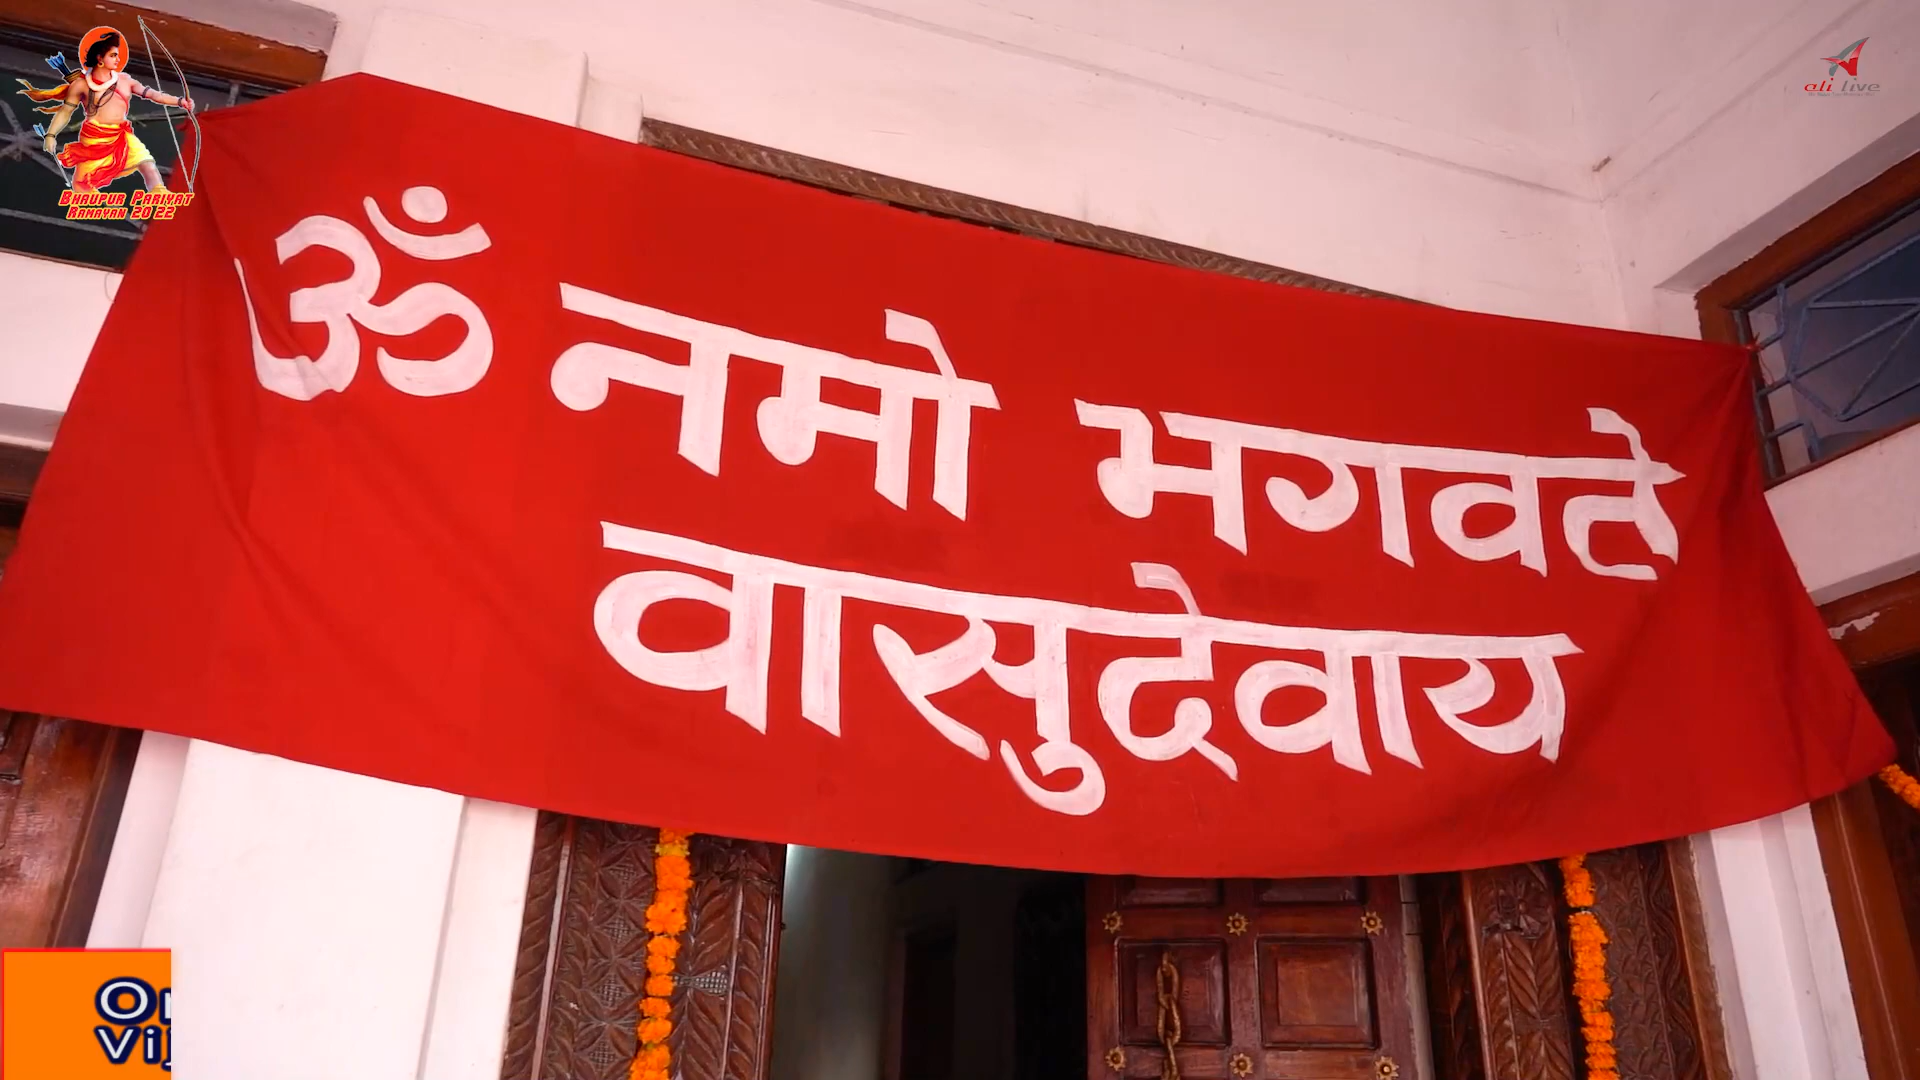 Bhaupur Pariyat
Ramayan 2022
ali live
ॐ नमो भगवते
वासुदेवाय